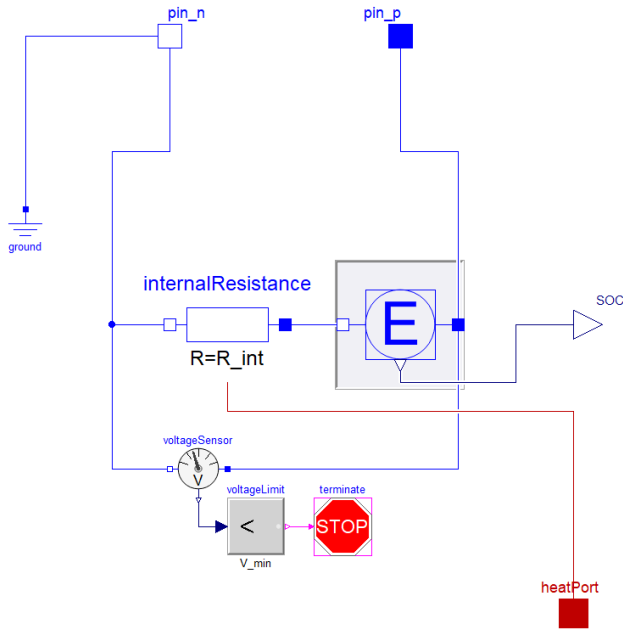 pin_n
pin_p
ground
internalResistance
E
SOC
R=R_int
voltageSensor
V
voltageLimit
terminate
<
STOP
V_min
heatPort